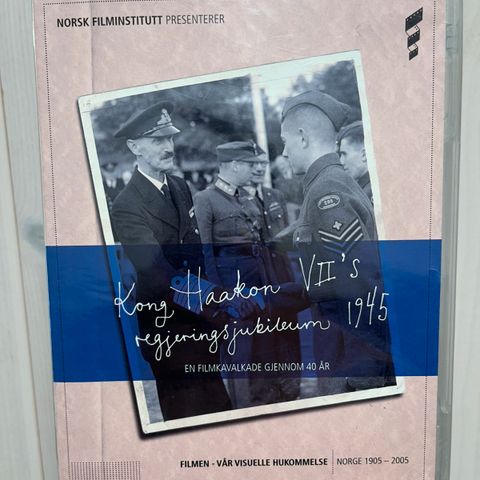 NORSK FILMINSTITUTT PRESENTERER
Kong Haakon VII's
regjeringsjubileum 1945
EN FILMKAVALKADE GJENNOM 40 ÅR
FILMEN - VÅR VISUELLE HUKOMMELSE | NORGE 1905 – 2005